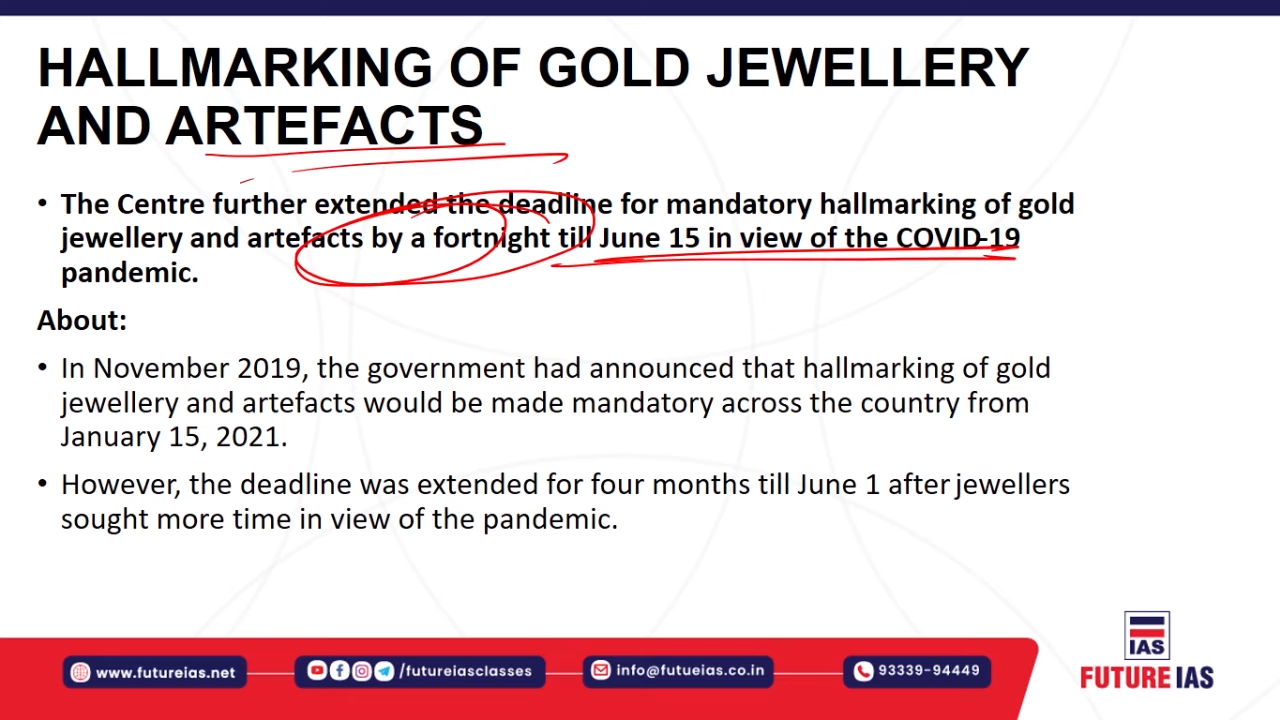 HALLMARKING OF GOLD JEWELLERY
AND ARTEFACTS
• The Centre further extended the deadline for mandatory hallmarking of gold
jewellery and artefacts by a fortnight till June 15 in view of the COVID-19
pandemic.
About:
• In November 2019, the government had announced that hallmarking of gold
jewellery and artefacts would be made mandatory across the country from
January 15, 2021.
• However, the deadline was extended for four months till June 1 after jewellers
sought more time in view of the pandemic.
IAS
FUTURE IAS
www.futureias.net
/futureiasclasses
info@futueias.co.in
93339-94449